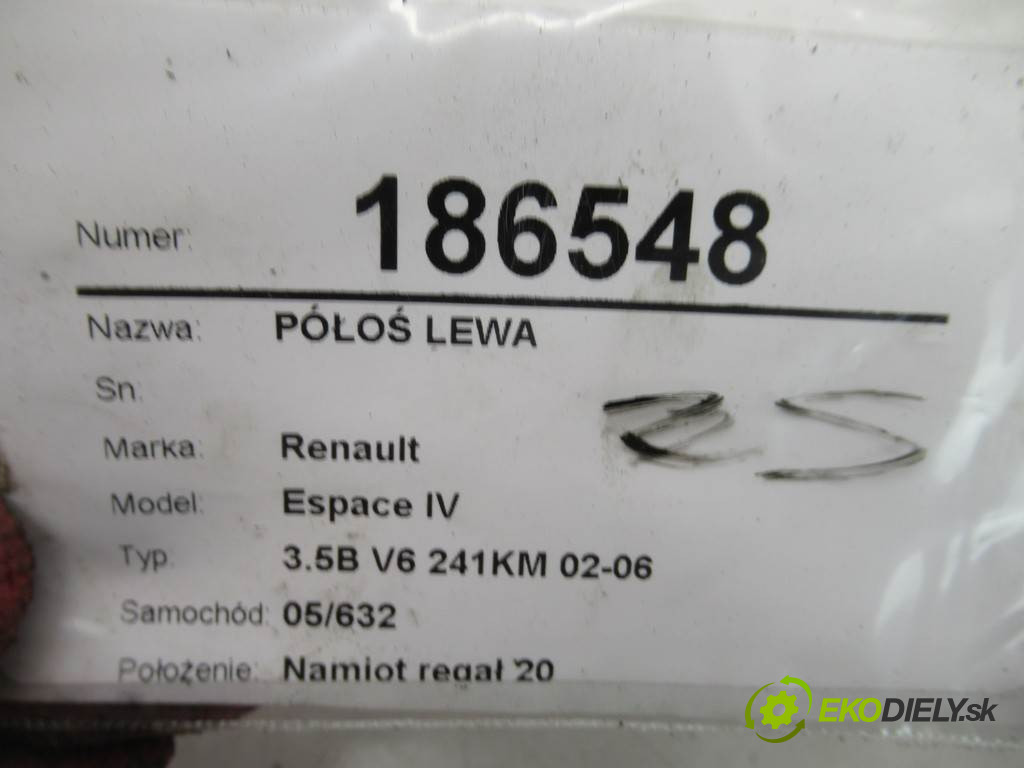 Numer: 186548
Nazwa: PÓŁOŚ LEWA
Sn:
Marka: Renault
Model: Espace IV
Typ: 3.5B V6 241KM 02-06
Samochód: 05/632
Położenie: Namiot regał 20
EKODIELY.sk